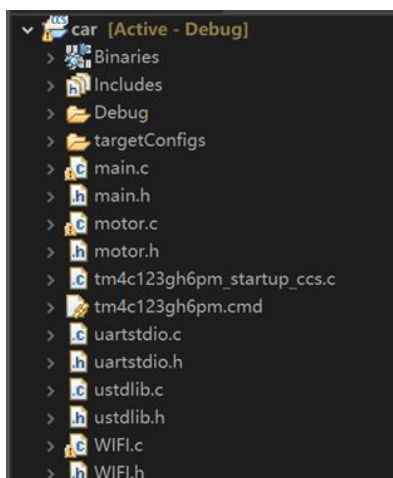 car [Active - Debug]
Binaries
Includes
Debug
targetConfigs
main.c
main.h
motor.c
motor.h
tm4c123gh6pm_startup_ccs.c
tm4c123gh6pm.cmd
uartstdio.c
uartstdio.h
ustdlib.c
ustdlib.h
WIFI.c
WIFI.h